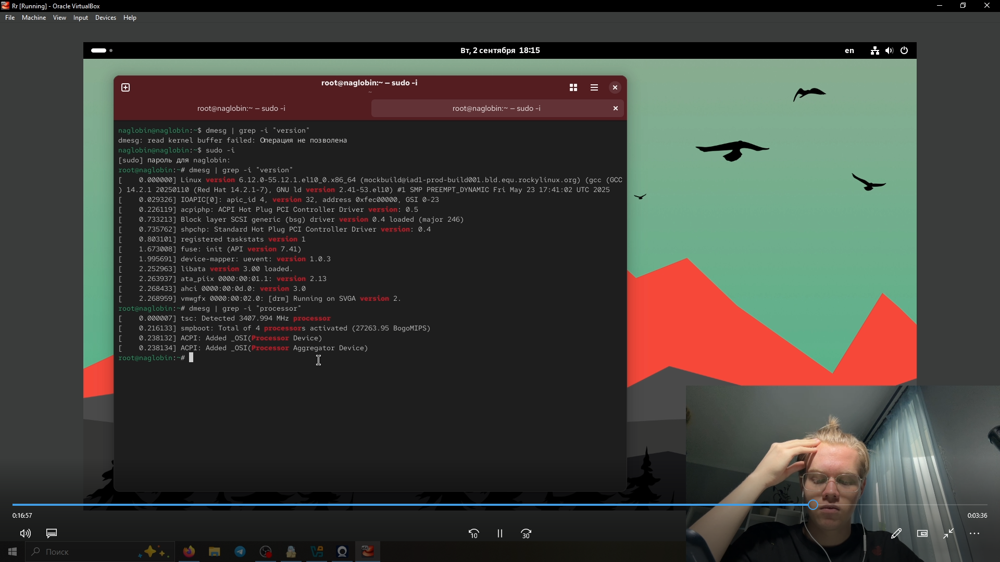 Rr [Running] - Oracle VirtualBox
File Machine View Input Devices Help
Вт, 2 сентября 18:15
en
root@naglobin:~ — sudo -i
~
root@naglobin:~ — sudo -i
root@naglobin:~ — sudo -i
naglobin@naglobin:~$ dmesg | grep -i "version"
dmesg: read kernel buffer failed: Операция не позволена
naglobin@naglobin:~$ sudo -i
[sudo] пароль для naglobin:
root@naglobin:~# dmesg | grep -i "version"
[    0.000000] Linux version 6.12.0-55.12.1.el10_0.x86_64 (mockbuild@iad1-prod-build001.bld.equ.rockylinux.org) (gcc (GCC
) 14.2.1 20250110 (Red Hat 14.2.1-7), GNU ld version 2.41-53.el10) #1 SMP PREEMPT_DYNAMIC Fri May 23 17:41:02 UTC 2025
[    0.029326] IOAPIC[0]: apic_id 4, version 32, address 0xfec00000, GSI 0-23
[    0.226119] acpiphp: ACPI Hot Plug PCI Controller Driver version: 0.5
[    0.733213] Block layer SCSI generic (bsg) driver version 0.4 loaded (major 246)
[    0.735762] shpchp: Standard Hot Plug PCI Controller Driver version: 0.4
[    0.803101] registered taskstats version 1
[    1.673008] fuse: init (API version 7.41)
[    1.995691] device-mapper: uevent: version 1.0.3
[    2.252963] libata version 3.00 loaded.
[    2.263937] ata_piix 0000:00:01.1: version 2.13
[    2.268433] ahci 0000:00:0d.0: version 3.0
[    2.268959] vmwgfx 0000:00:02.0: [drm] Running on SVGA version 2.
root@naglobin:~# dmesg | grep -i "processor"
[    0.000007] tsc: Detected 3407.994 MHz processor
[    0.216133] smpboot: Total of 4 processors activated (27263.95 BogoMIPS)
[    0.238132] ACPI: Added _OSI(Processor Device)
[    0.238134] ACPI: Added _OSI(Processor Aggregator Device)
root@naglobin:~#
0:16:57
0:03:36
10
30
Поиск